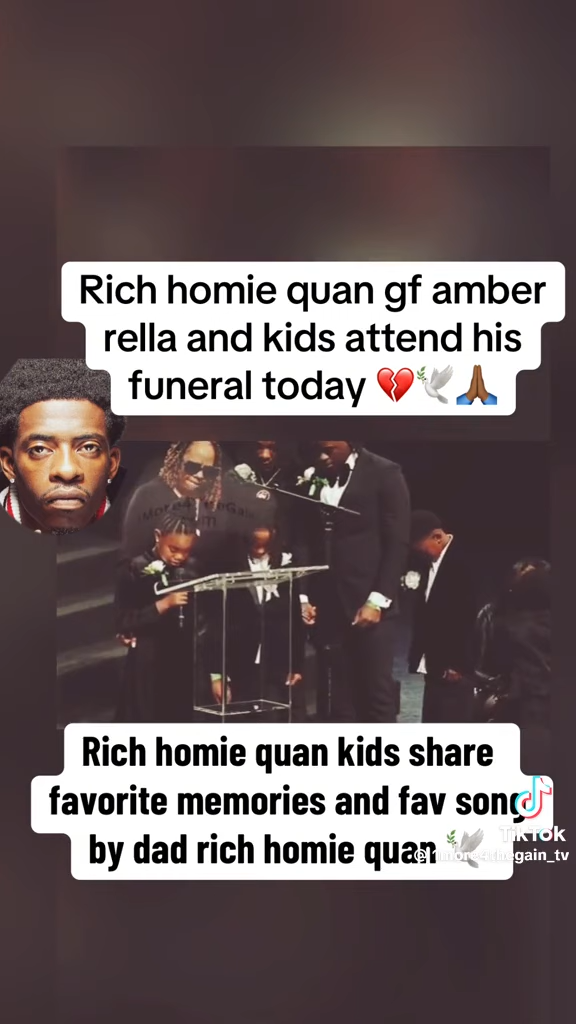 Rich homie quan gf amber
rella and kids attend his
funeral today 💔🕊️🙏🏾
Rich homie quan kids share
favorite memories and fav song
by dad rich homie quan 🕊️
TikTok